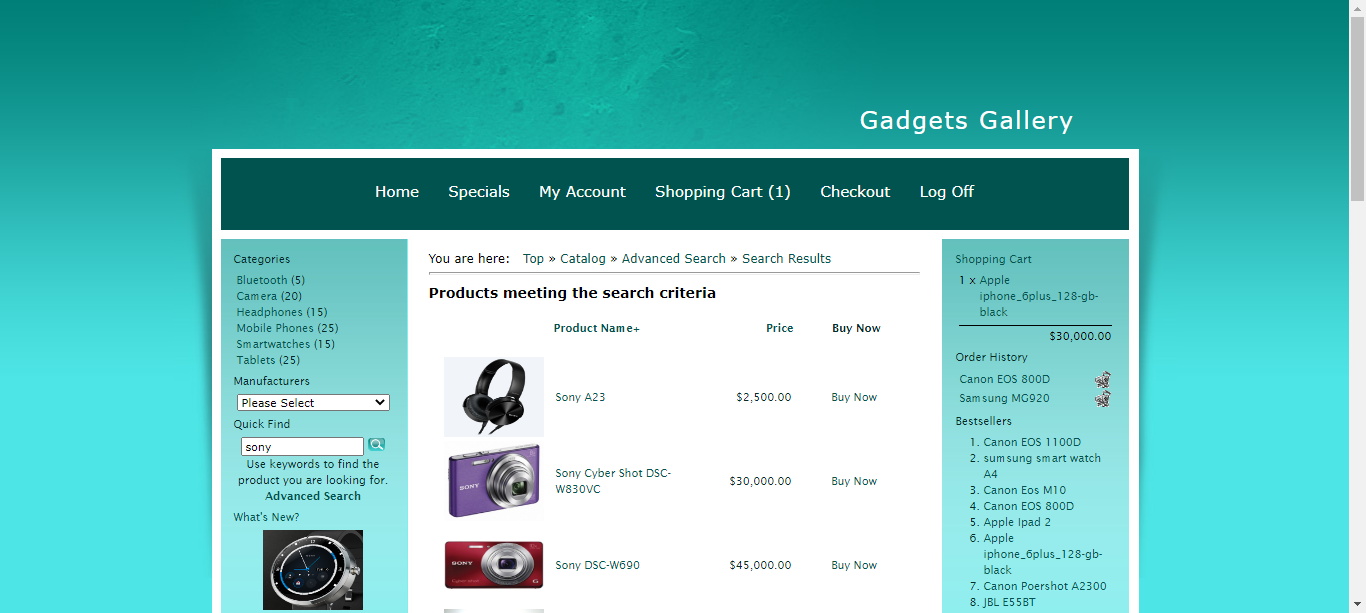 Gadgets Gallery
Home Specials My Account Shopping Cart (1) Checkout Log Off
Categories
Bluetooth (5)
Camera (20)
Headphones (15)
Mobile Phones (25)
Smartwatches (15)
Tablets (25)
Manufacturers
Please Select
Quick Find
sony
Use keywords to find the
product you are looking for.
Advanced Search
What's New?
You are here: Top » Catalog » Advanced Search » Search Results
Products meeting the search criteria
Product Name+ Price Buy Now
Sony A23 $2,500.00 Buy Now
SONY
Sony Cyber Shot DSC-
W830VC
$30,000.00 Buy Now
SONY
Sony DSC-W690 $45,000.00 Buy Now
Shopping Cart
1 x Apple
iphone_6plus_128-gb-
black
$30,000.00
Order History
Canon EOS 800D
Samsung MG920
Bestsellers
1. Canon EOS 1100D
2. sumsung smart watch
A4
3. Canon Eos M10
4. Canon EOS 800D
5. Apple Ipad 2
6. Apple
iphone_6plus_128-gb-
black
7. Canon Poershot A2300
8. JBL E55BT